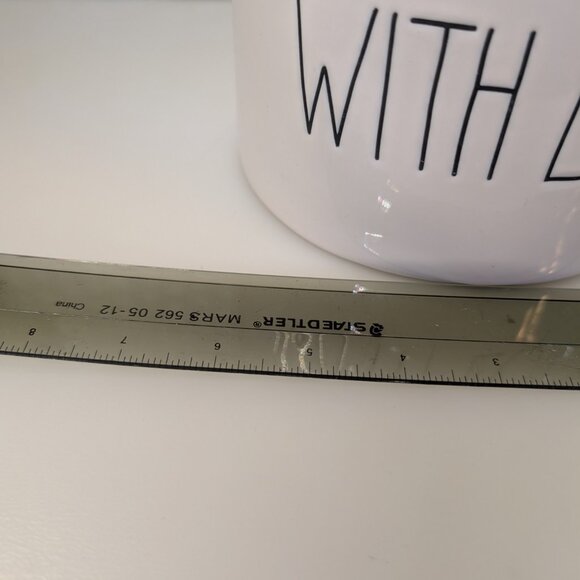 WITH
STAEDTLER® MARS 562 05-12 China
3 4 5 6 7 8